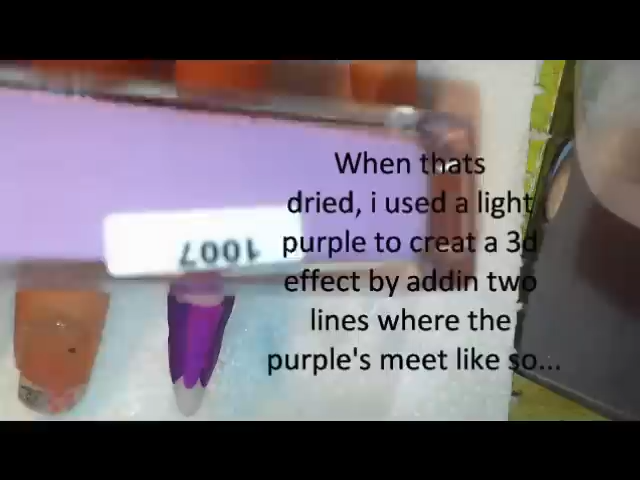 When thats
dried, i used a light
purple to creat a 3d
effect by addin two
lines where the
purple's meet like so...
1007